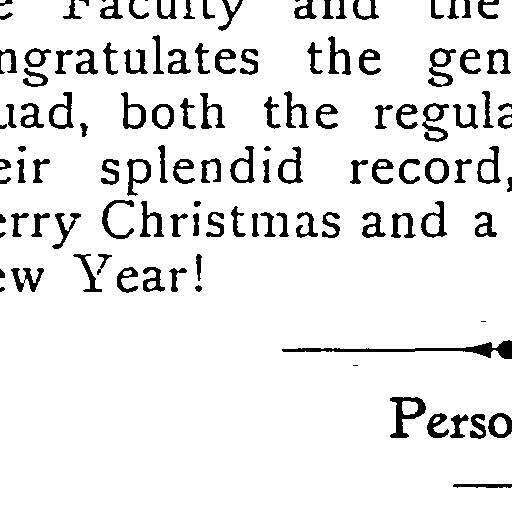 e Faculty and the
ngratulates the gen
uad, both the regula
eir splendid record,
erry Christmas and a
ew Year!
Perso